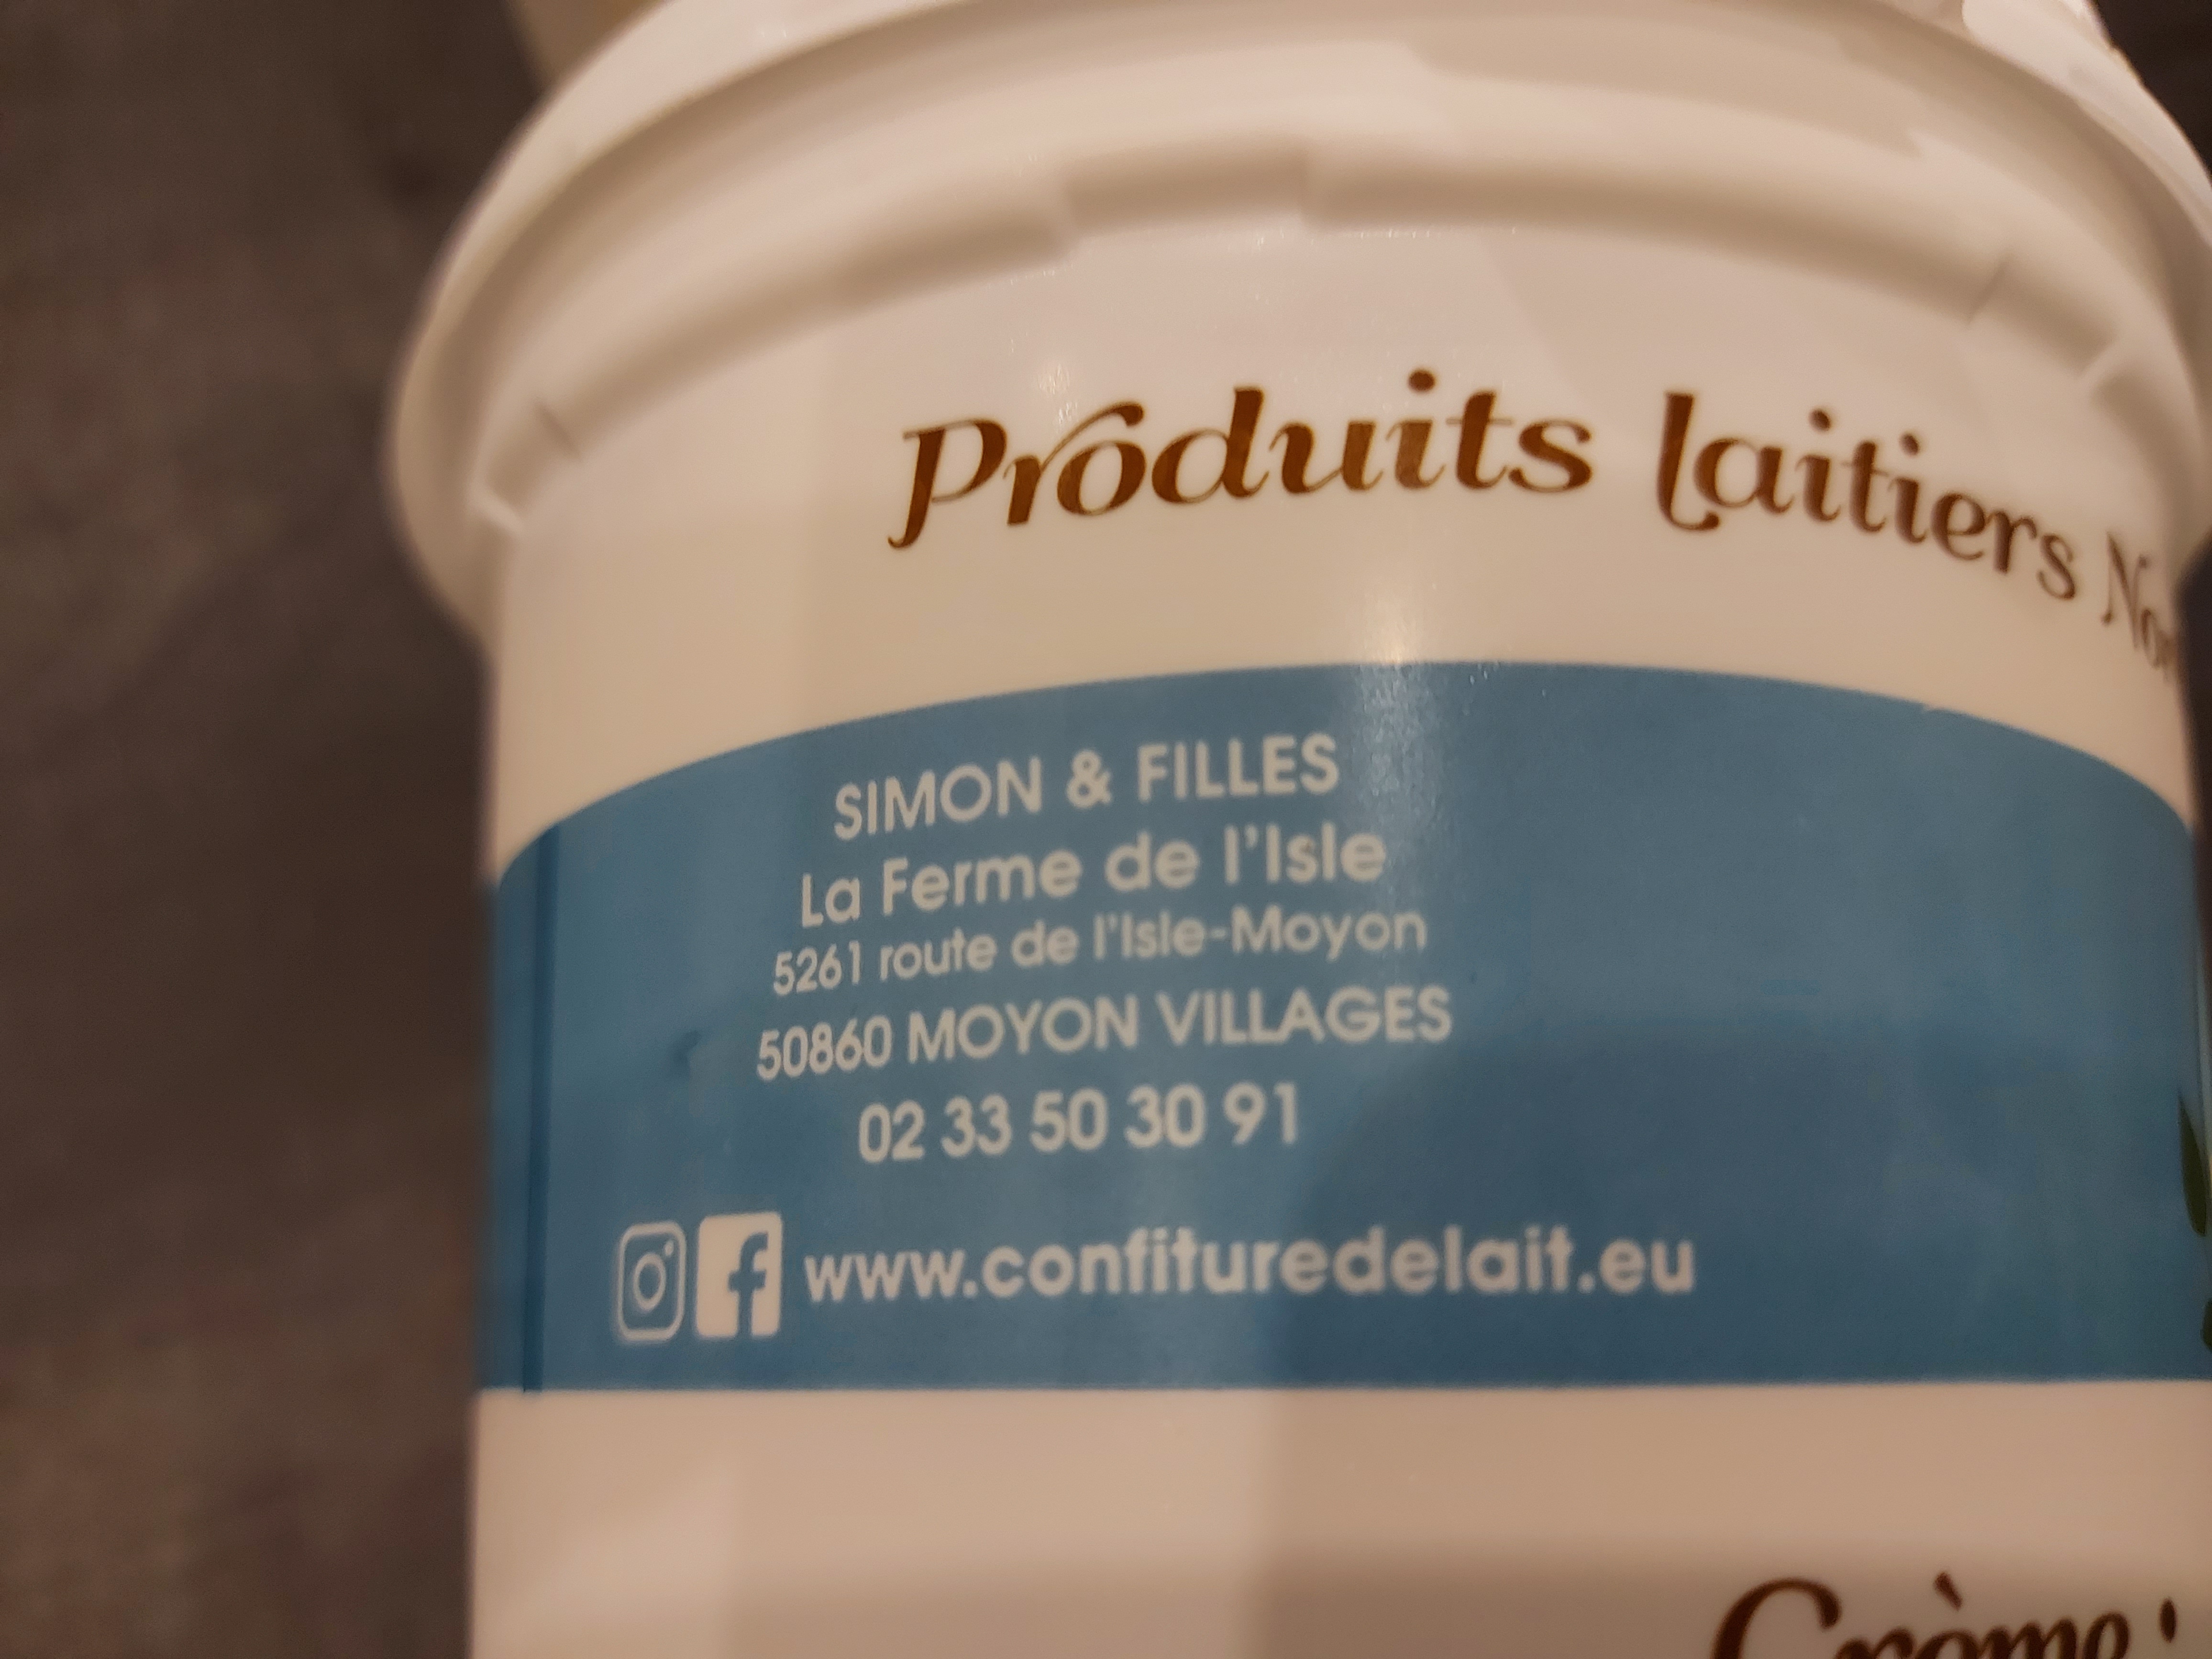 Produits laitiers
SIMON & FILLES
La Ferme de l'Isle
5261 route de l'Isle-Moyon
50860 MOYON VILLAGES
02 33 50 30 91
www.confituredelait.eu
Crème